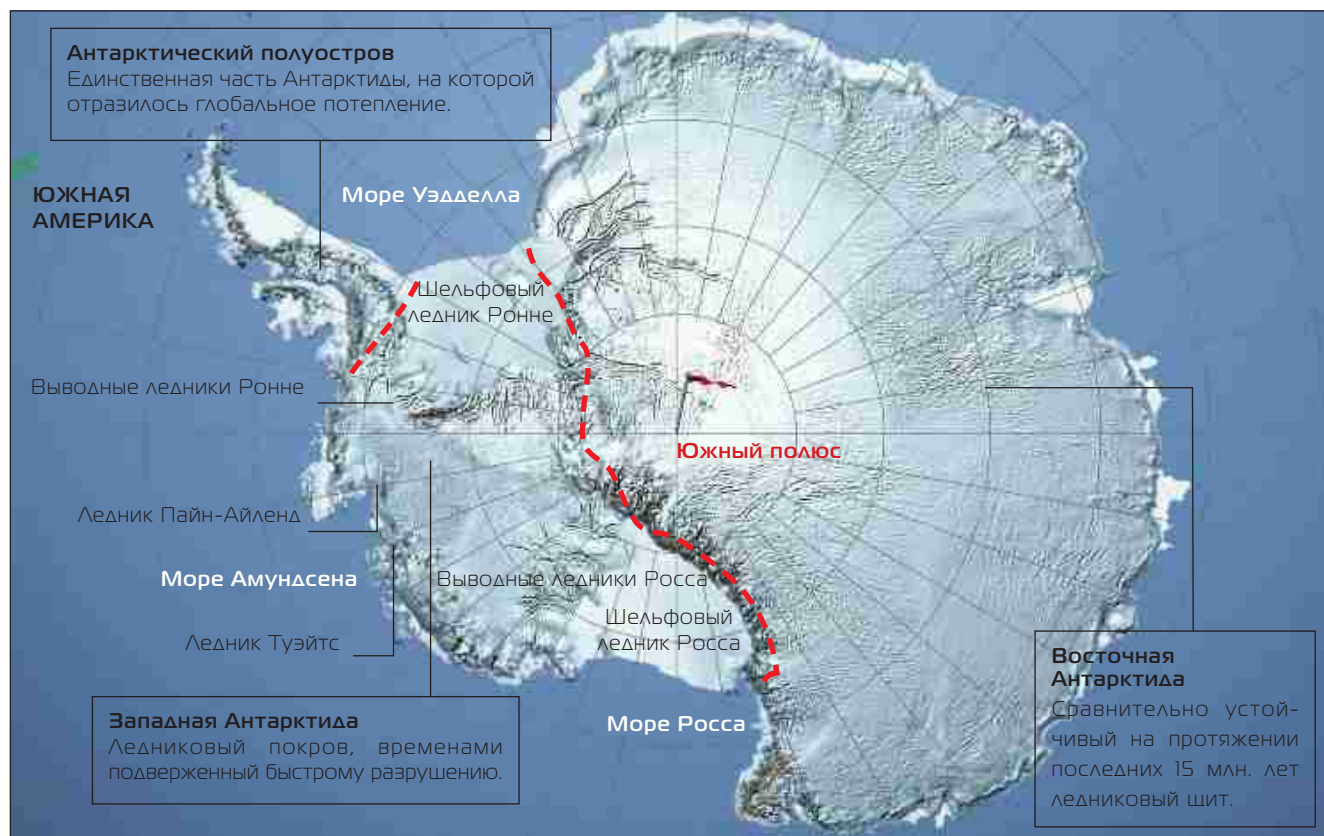 Антарктический полуостров
Единственная часть Антарктиды, на которой
отразилось глобальное потепление.
ЮЖНАЯ
АМЕРИКА
Море Уэдделла
Шельфовый
ледник Ронне
Выводные ледники Ронне
Южный полюс
Ледник Пайн-Айленд
Море Амундсена
Выводные ледники Росса
Шельфовый
ледник Росса
Ледник Туэйтс
Море Росса
Западная Антарктида
Ледниковый покров, временами
подверженный быстрому разрушению.
Восточная
Антарктида
Сравнительно устой-
чивый на протяжении
последних 15 млн. лет
ледниковый щит.